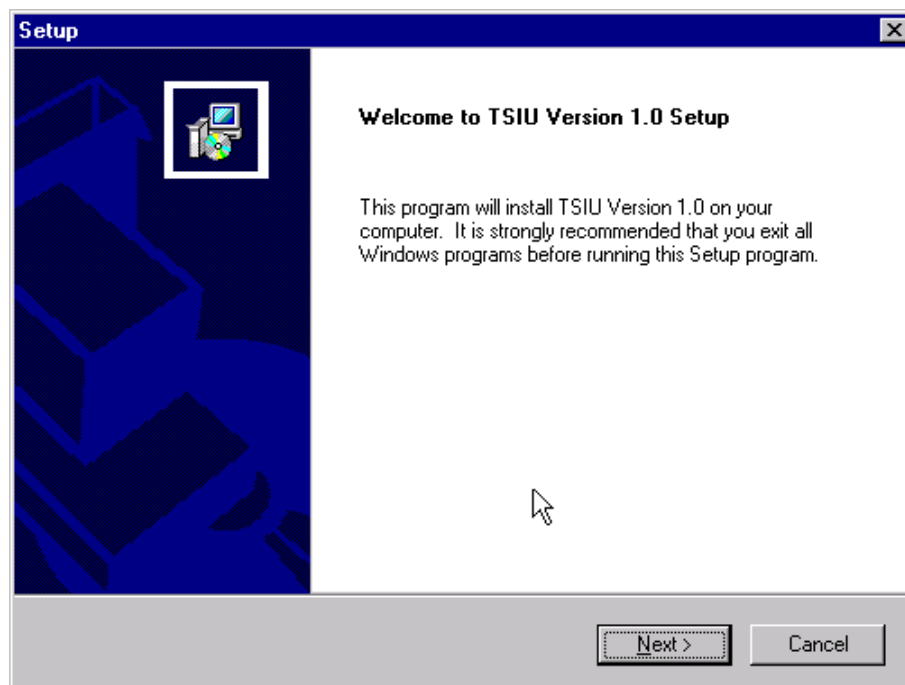 Setup
Welcome to TSIU Version 1.0 Setup
This program will install TSIU Version 1.0 on your
computer.  It is strongly recommended that you exit all
Windows programs before running this Setup program.
Next >
Cancel